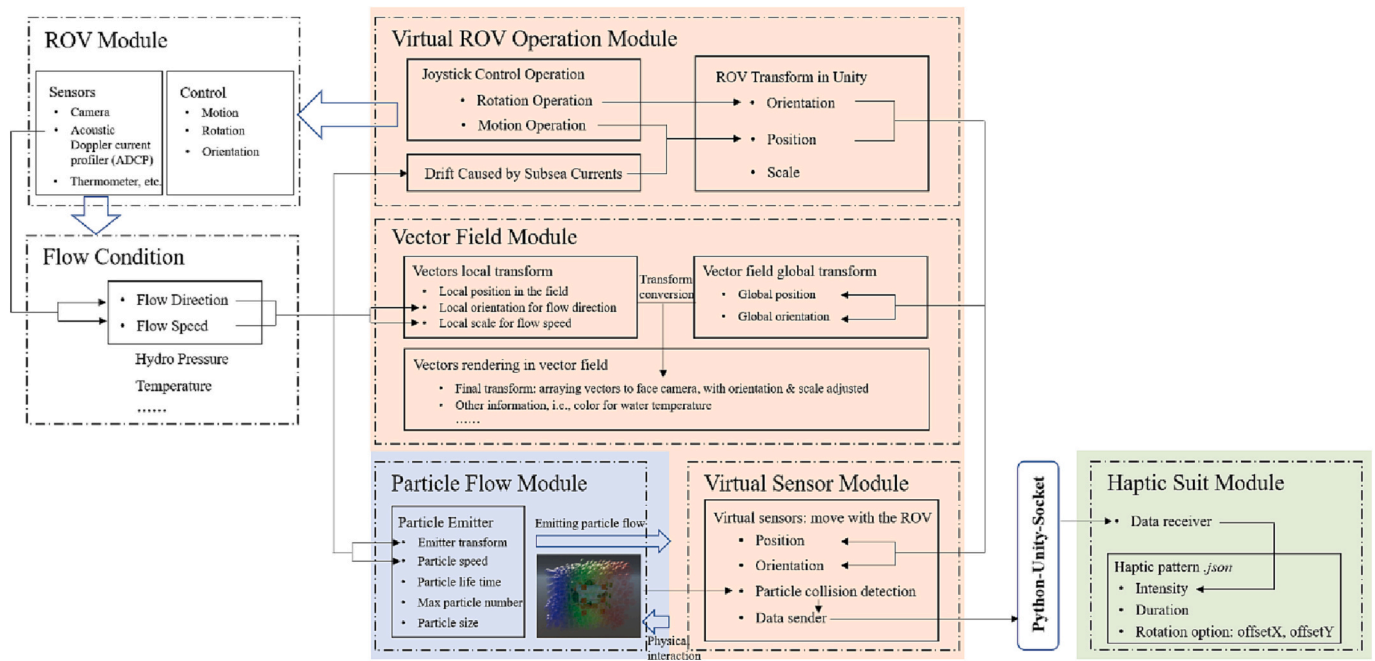 ROV Module
Sensors
• Camera
• Acoustic
Doppler current
profiler (ADCP)
• Thermometer, etc.
Control
• Motion
• Rotation
• Orientation
Flow Condition
• Flow Direction
• Flow Speed
Hydro Pressure
Temperature
……
Virtual ROV Operation Module
Joystick Control Operation
• Rotation Operation
• Motion Operation
Drift Caused by Subsea Currents
ROV Transform in Unity
• Orientation
• Position
• Scale
Vector Field Module
Vectors local transform
• Local position in the field
• Local orientation for flow direction
• Local scale for flow speed
Transform
conversion
Vector field global transform
• Global position
• Global orientation
Vectors rendering in vector field
• Final transform: arraying vectors to face camera, with orientation & scale adjusted
• Other information, i.e., color for water temperature
……
Particle Flow Module
Particle Emitter
• Emitter transform
• Particle speed
• Particle life time
• Max particle number
• Particle size
Emitting particle flow
Physical
interaction
Virtual Sensor Module
Virtual sensors: move with the ROV
• Position
• Orientation
• Particle collision detection
• Data sender
Python-Unity-Socket
Haptic Suit Module
• Data receiver
Haptic pattern .json
• Intensity
• Duration
• Rotation option: offsetX, offsetY